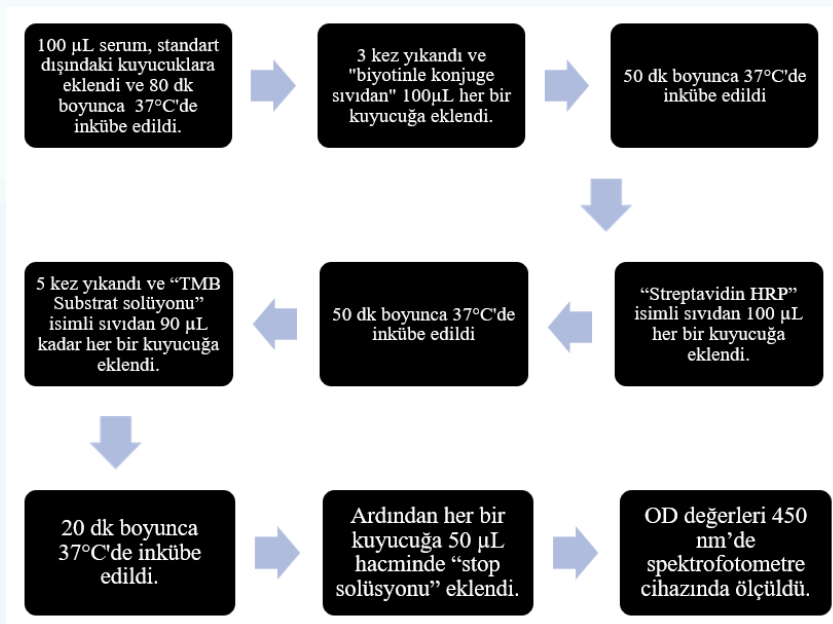 100 µL serum, standart
dışındaki kuyucuklara
eklendi ve 80 dk
boyunca 37°C'de
inkübe edildi.
3 kez yıkandı ve
"biyotinle konjuge
sıvıdan" 100µL her bir
kuyucuğa eklendi.
50 dk boyunca 37°C'de
inkübe edildi
“Streptavidin HRP”
isimli sıvıdan 100 µL
her bir kuyucuğa
eklendi.
50 dk boyunca 37°C'de
inkübe edildi
5 kez yıkandı ve “TMB
Substrat solüyonu”
isimli sıvıdan 90 µL
kadar her bir kuyucuğa
eklendi.
20 dk boyunca
37°C'de inkübe
edildi.
Ardından her bir
kuyucuğa 50 µL
hacminde “stop
solüsyonu” eklendi.
OD değerleri 450
nm’de
spektrofotometre
cihazında ölçüldü.